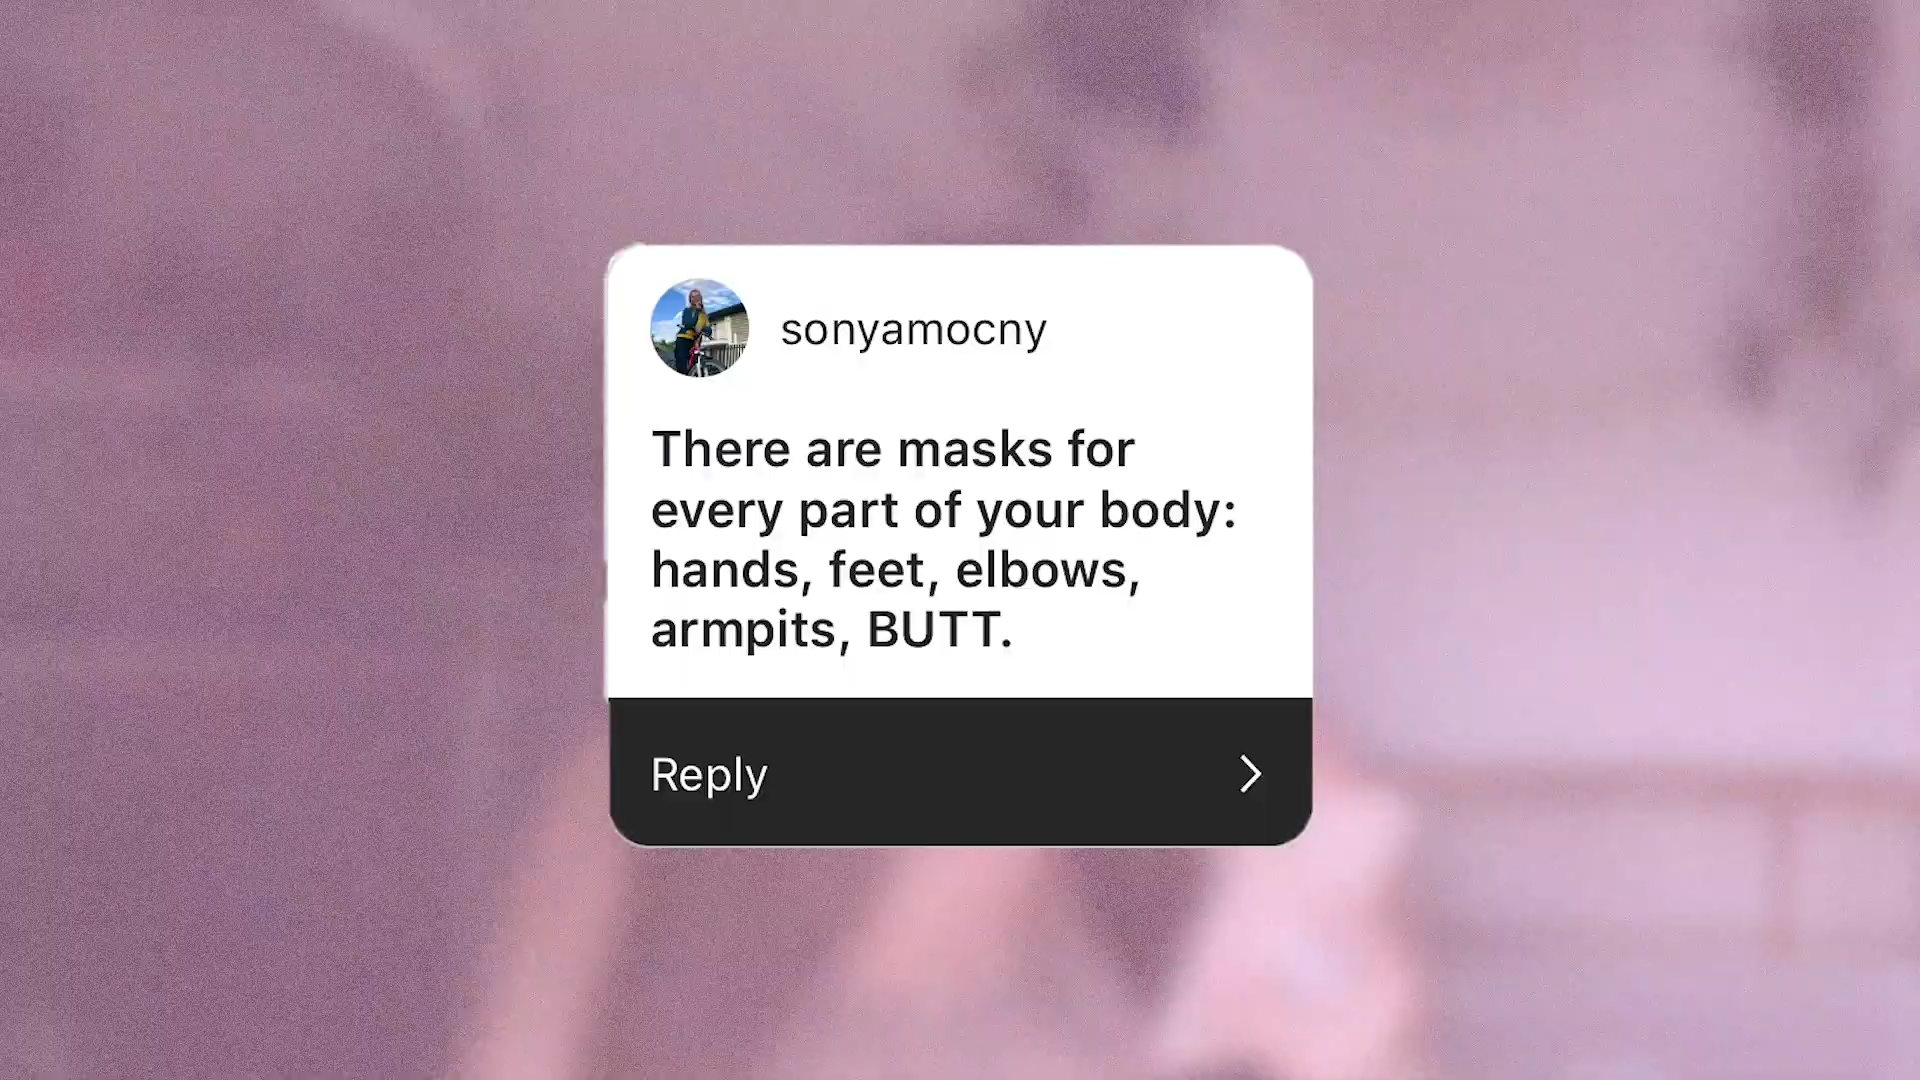 sonyamocny
There are masks for
every part of your body:
hands, feet, elbows,
armpits, BUTT.
Reply